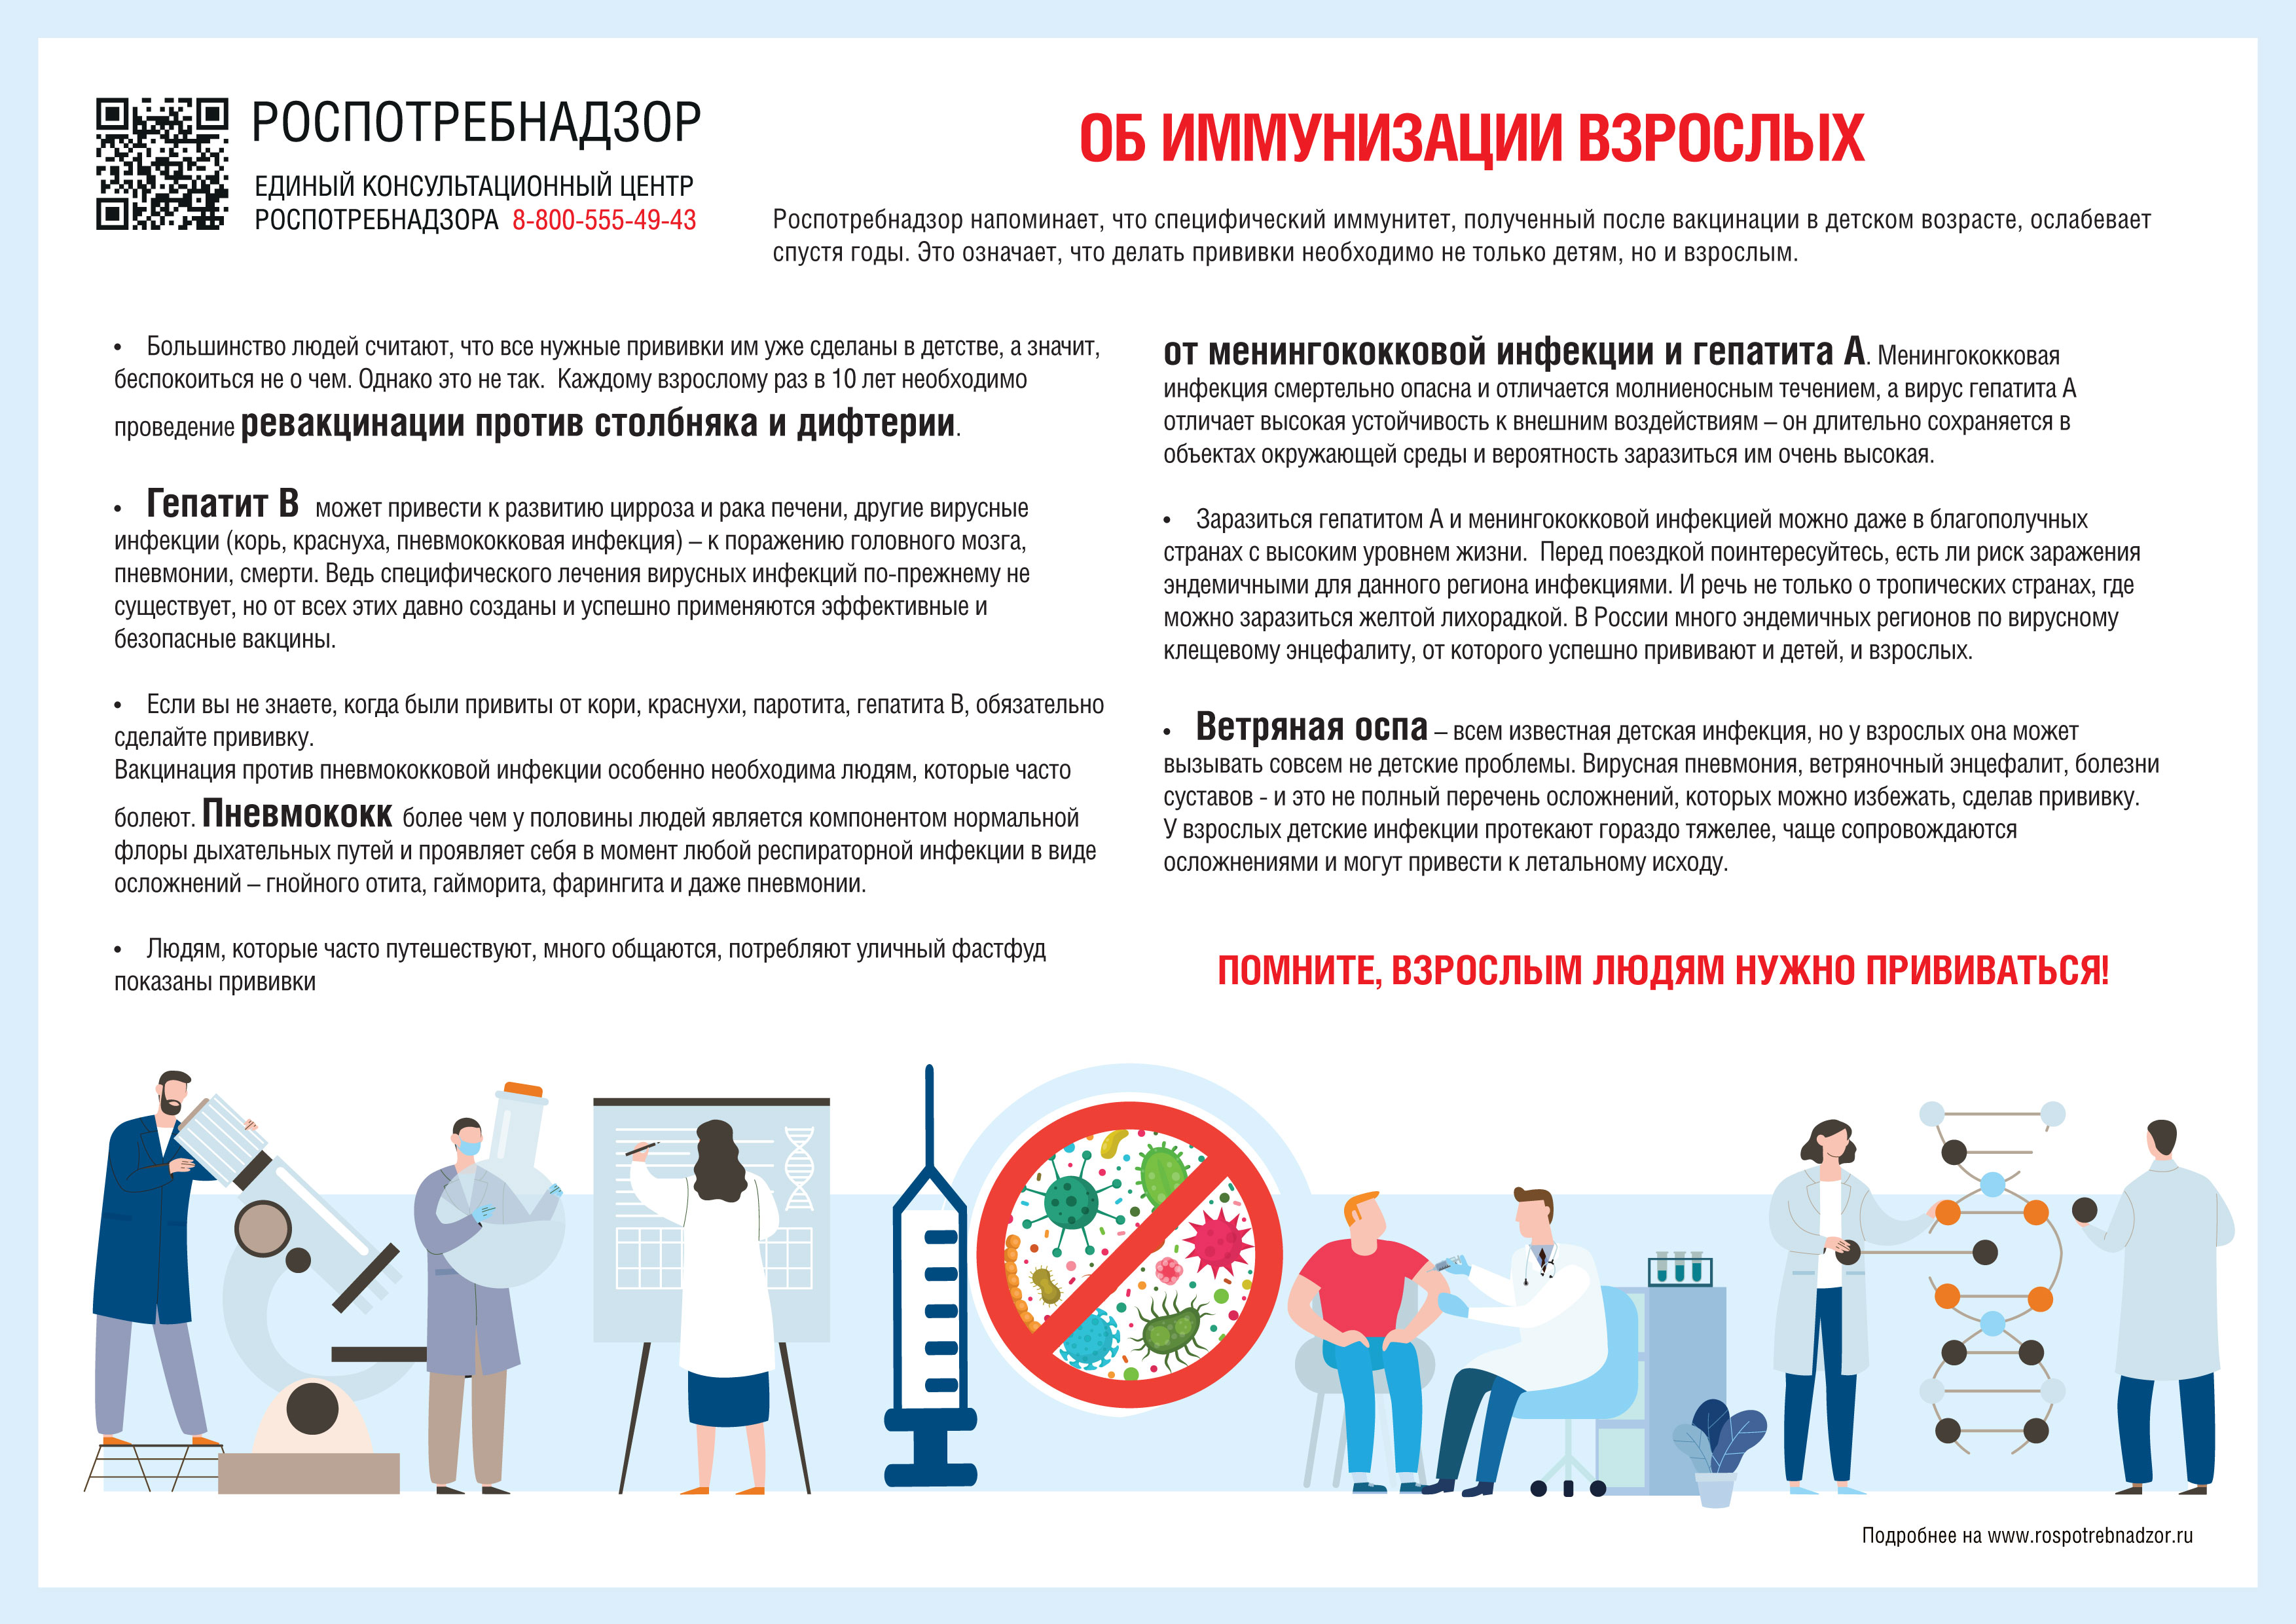 РОСПОТРЕБНАДЗОР
ЕДИНЫЙ КОНСУЛЬТАЦИОННЫЙ ЦЕНТР
РОСПОТРЕБНАДЗОРА 8-800-555-49-43
ОБ ИММУНИЗАЦИИ ВЗРОСЛЫХ
Роспотребнадзор напоминает, что специфический иммунитет, полученный после вакцинации в детском возрасте, ослабевает
спустя годы. Это означает, что делать прививки необходимо не только детям, но и взрослым.
• Большинство людей считают, что все нужные прививки им уже сделаны в детстве, а значит,
беспокоиться не о чем. Однако это не так. Каждому взрослому раз в 10 лет необходимо
проведение ревакцинации против столбняка и дифтерии.
• Гепатит В может привести к развитию цирроза и рака печени, другие вирусные
инфекции (корь, краснуха, пневмококковая инфекция) – к поражению головного мозга,
пневмонии, смерти. Ведь специфического лечения вирусных инфекций по-прежнему не
существует, но от всех этих давно созданы и успешно применяются эффективные и
безопасные вакцины.
• Если вы не знаете, когда были привиты от кори, краснухи, паротита, гепатита В, обязательно
сделайте прививку.
Вакцинация против пневмококковой инфекции особенно необходима людям, которые часто
болеют. Пневмококк более чем у половины людей является компонентом нормальной
флоры дыхательных путей и проявляет себя в момент любой респираторной инфекции в виде
осложнений – гнойного отита, гайморита, фарингита и даже пневмонии.
• Людям, которые часто путешествуют, много общаются, потребляют уличный фастфуд
показаны прививки
от менингококковой инфекции и гепатита А. Менингококковая
инфекция смертельно опасна и отличается молниеносным течением, а вирус гепатита А
отличает высокая устойчивость к внешним воздействиям – он длительно сохраняется в
объектах окружающей среды и вероятность заразиться им очень высокая.
• Заразиться гепатитом А и менингококковой инфекцией можно даже в благополучных
странах с высоким уровнем жизни. Перед поездкой поинтересуйтесь, есть ли риск заражения
эндемичными для данного региона инфекциями. И речь не только о тропических странах, где
можно заразиться желтой лихорадкой. В России много эндемичных регионов по вирусному
клещевому энцефалиту, от которого успешно прививают и детей, и взрослых.
• Ветряная оспа – всем известная детская инфекция, но у взрослых она может
вызывать совсем не детские проблемы. Вирусная пневмония, ветряночный энцефалит, болезни
суставов - и это не полный перечень осложнений, которых можно избежать, сделав прививку.
У взрослых детские инфекции протекают гораздо тяжелее, чаще сопровождаются
осложнениями и могут привести к летальному исходу.
ПОМНИТЕ, ВЗРОСЛЫМ ЛЮДЯМ НУЖНО ПРИВИВАТЬСЯ!
Подробнее на www.rospotrebnadzor.ru